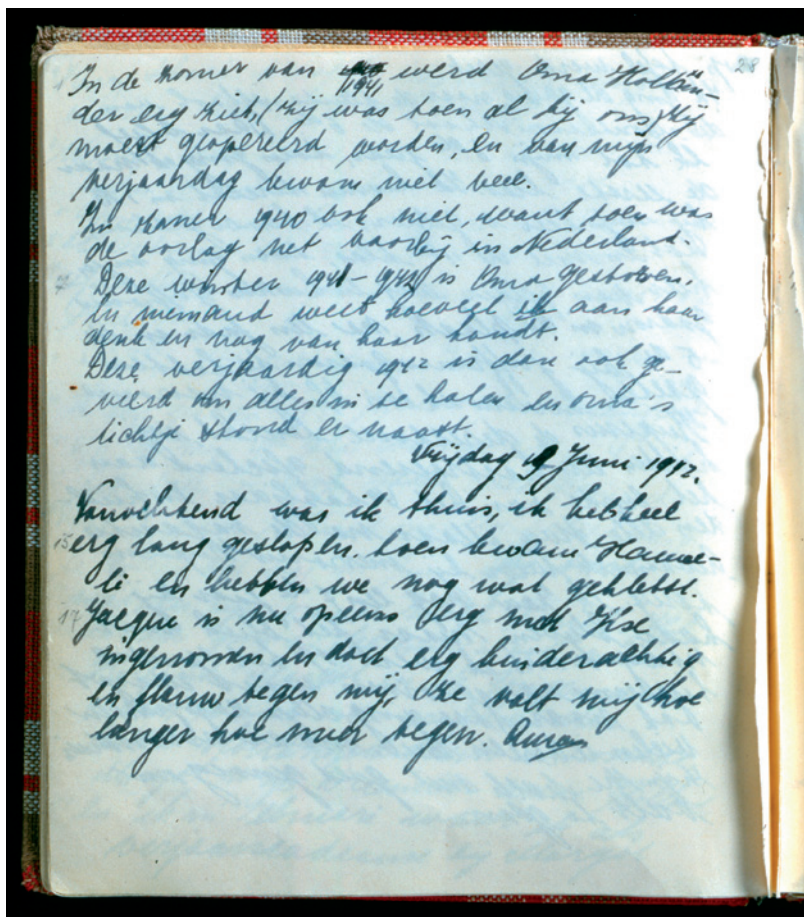 28
In de zomer van 1941 werd Oma Hollän-
der erg ziek, (zij was toen al bij ons) zij
moest geopereerd worden, en van mijn
verjaardag kwam niet veel.
In zomer 1940 ook niet, want toen was
de oorlog net voorbij in Nederland.
Deze winter 1941-1942 is Oma gestorven.
En niemand weet hoeveel ik aan haar
denk en nog van haar houdt.
Deze verjaardag 1942 is dan ook ge-
vierd om alles in te halen en oma's
lichtje stond er naast.
Vrijdag 19 Juni 1942.
Vanochtend was ik thuis, ik heb heel
erg lang geslapen, toen kwam Hanne-
li en hebben we nog wat gekletst.
Jacque is nu opeens erg met Ilse
ingenomen en doet erg kinderachtig
en flauw tegen mij, ze valt mij hoe
langer hoe meer tegen.